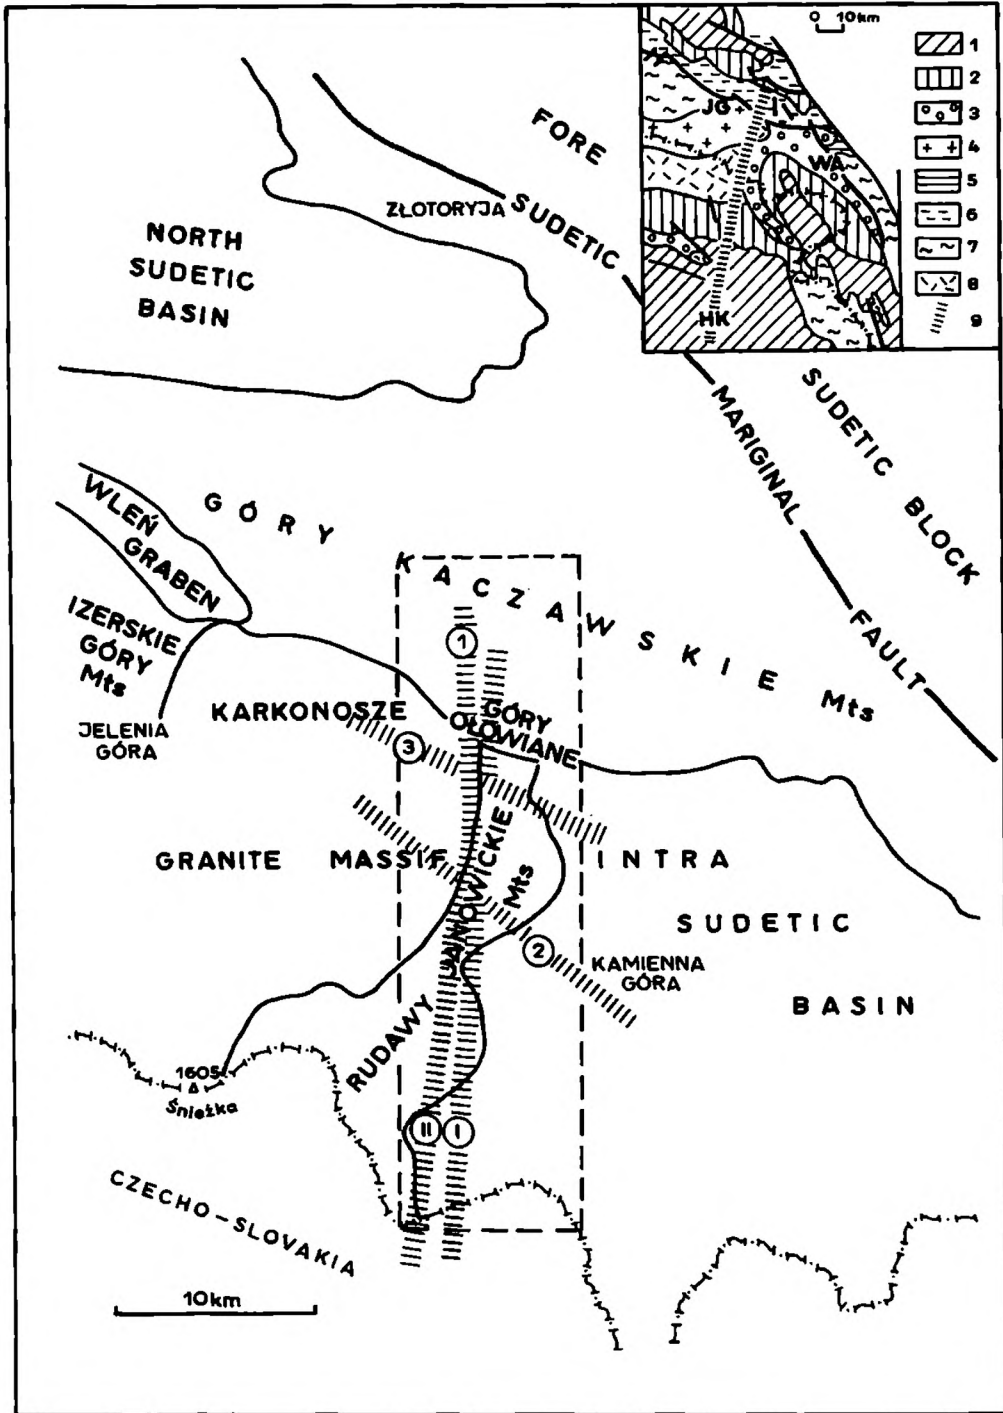 0 10km
1
2
3
4
5
6
7
8
9
JG
WA
HK
FORE
SUDETIC
SUDETIC BLOCK
MARIGINAL
FAULT
ZŁOTORYJA
NORTH
SUDETIC
BASIN
WLEŃ
GRABEN
GÓRY
KACZAWSKIE Mts
IZERSKIE
GÓRY
Mts
JELENIA
GÓRA
KARKONOSZE
GÓRY
OŁOWIANE
1
3
GRANITE MASSIF
INTRA
SUDETIC
BASIN
RUDAWY JANOWICKIE
Mts
2
KAMIENNA
GÓRA
1605
Śnieżka
II
I
CZECHO-SLOVAKIA
10km